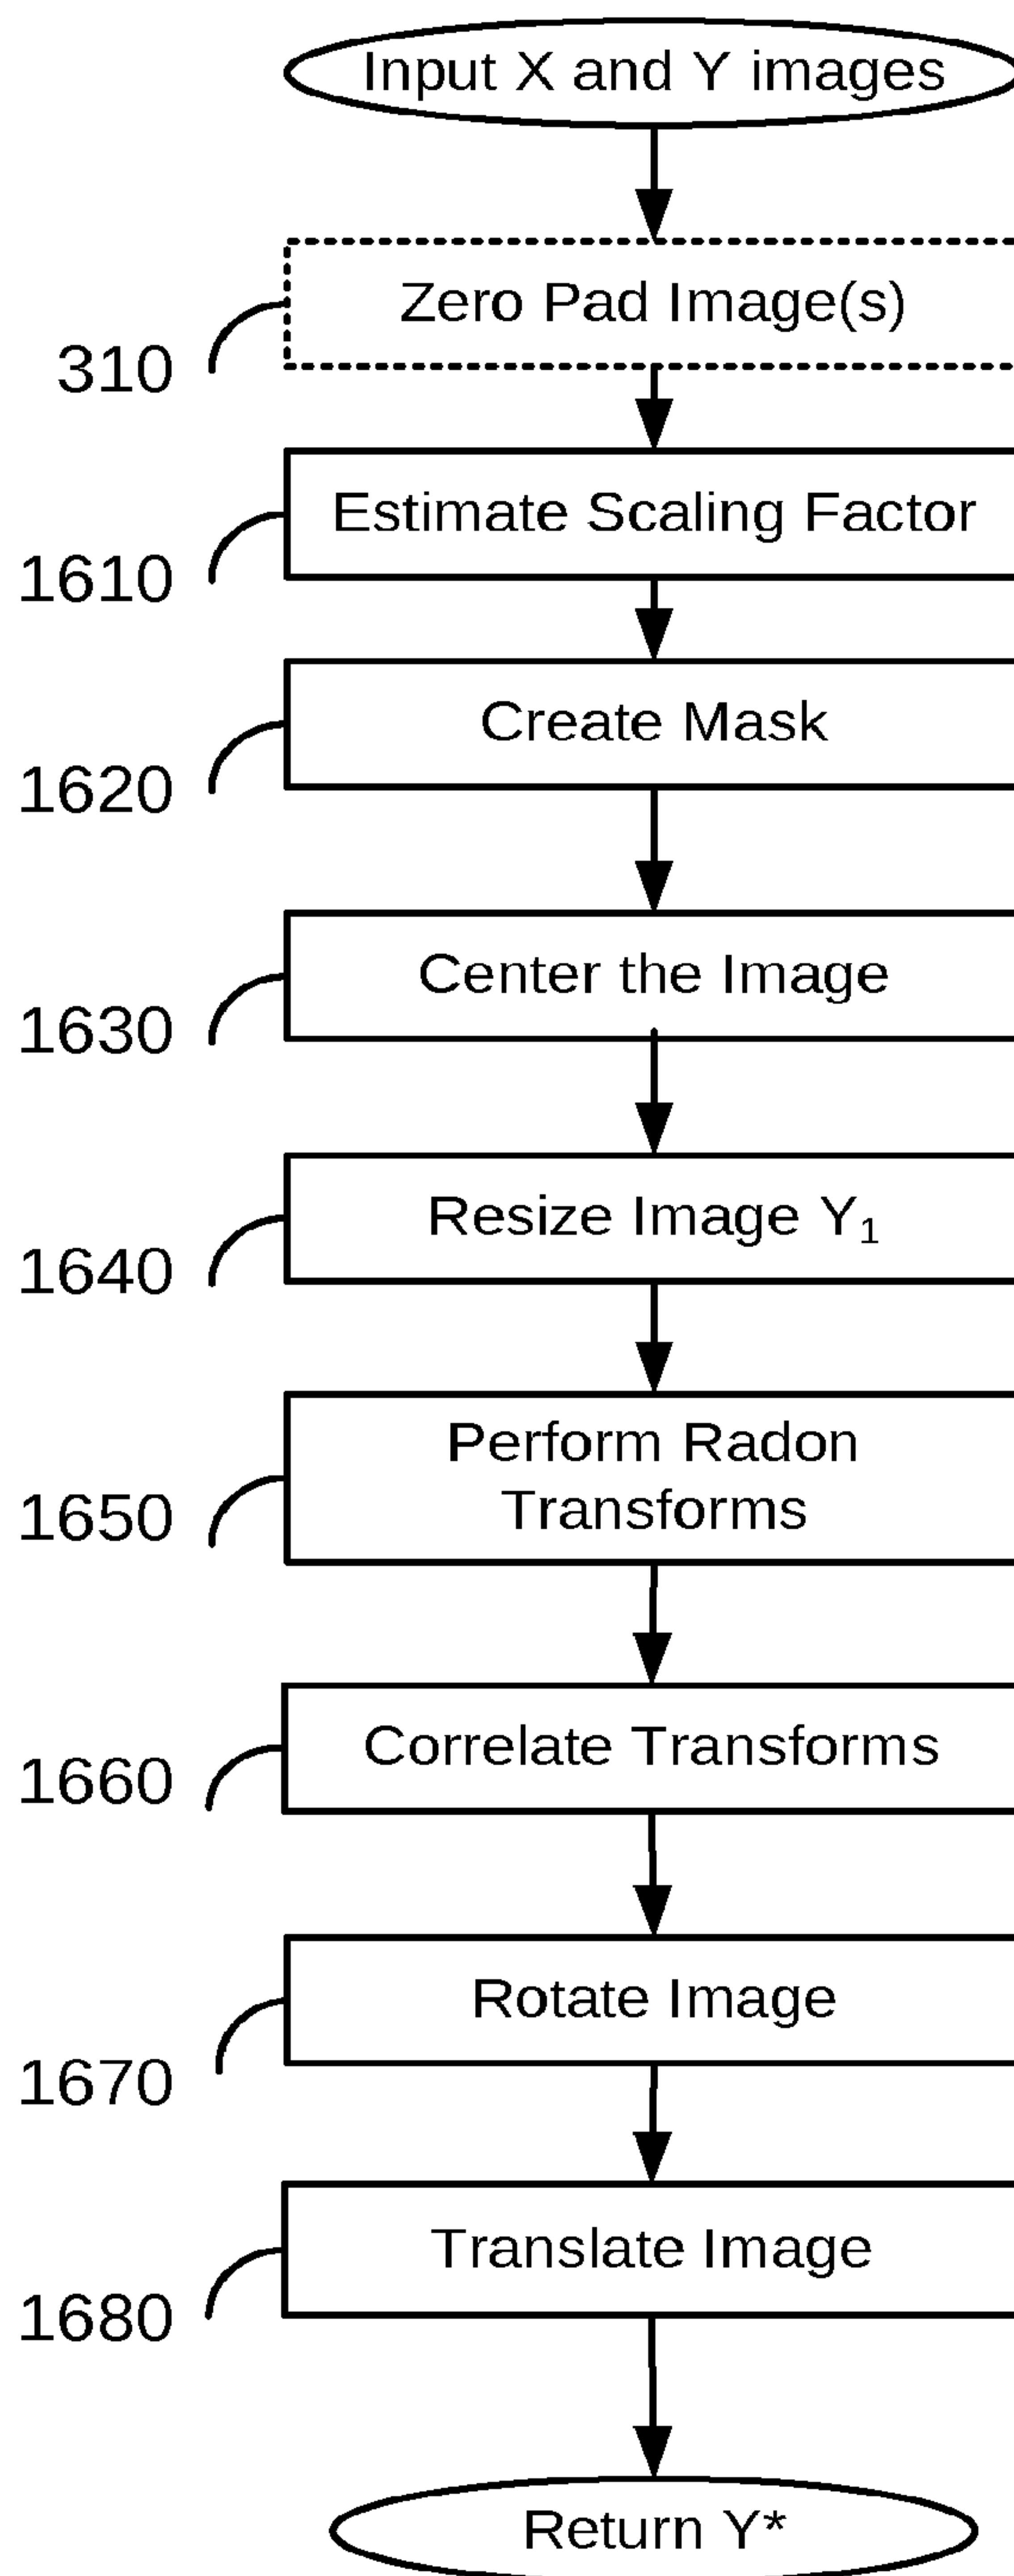 Input X and Y images
Zero Pad Image(s)
310
Estimate Scaling Factor
1610
Create Mask
1620
Center the Image
1630
Resize Image Y₁
1640
Perform Radon
Transforms
1650
Correlate Transforms
1660
Rotate Image
1670
Translate Image
1680
Return Y*